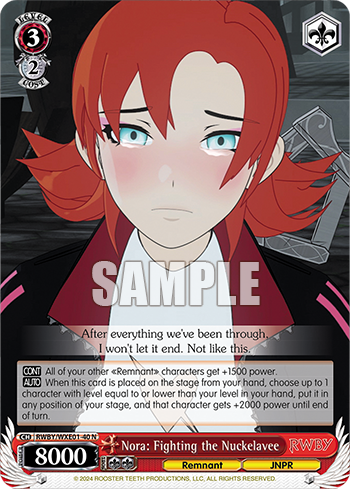 LEVEL
3
2
COST
SAMPLE
After everything we've been through,
I won't let it end. Not like this.
CONT All of your other «Remnant» characters get +1500 power.
AUTO When this card is placed on the stage from your hand, choose up to 1
character with level equal to or lower than your level in your hand, put it in
any position of your stage, and that character gets +2000 power until end
of turn.
CH RWBY/WXE01-40 N
Nora: Fighting the Nuckelavee
RWBY
POWER
8000
Remnant
JNPR
© 2024 ROOSTER TEETH PRODUCTIONS, LLC, ALL RIGHTS RESERVED.